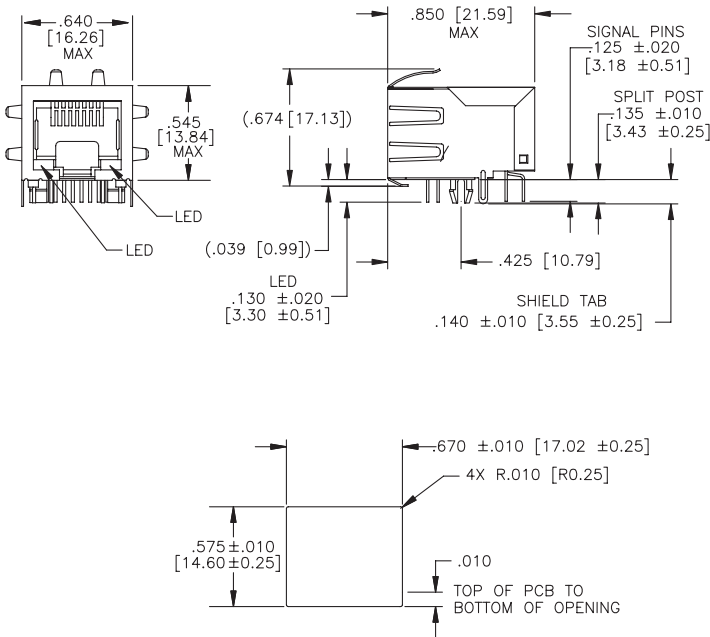 .640
[16.26]
MAX
.545
[13.84]
MAX
LED
LED
.850 [21.59]
MAX
(.674 [17.13])
(.039 [0.99])
LED
.130 ±.020
[3.30 ±0.51]
SIGNAL PINS
.125 ±.020
[3.18 ±0.51]
SPLIT POST
.135 ±.010
[3.43 ±0.25]
.425 [10.79]
SHIELD TAB
.140 ±.010 [3.55 ±0.25]
.670 ±.010 [17.02 ±0.25]
4X R.010 [R0.25]
.575±.010
[14.60±0.25]
.010
TOP OF PCB TO
BOTTOM OF OPENING